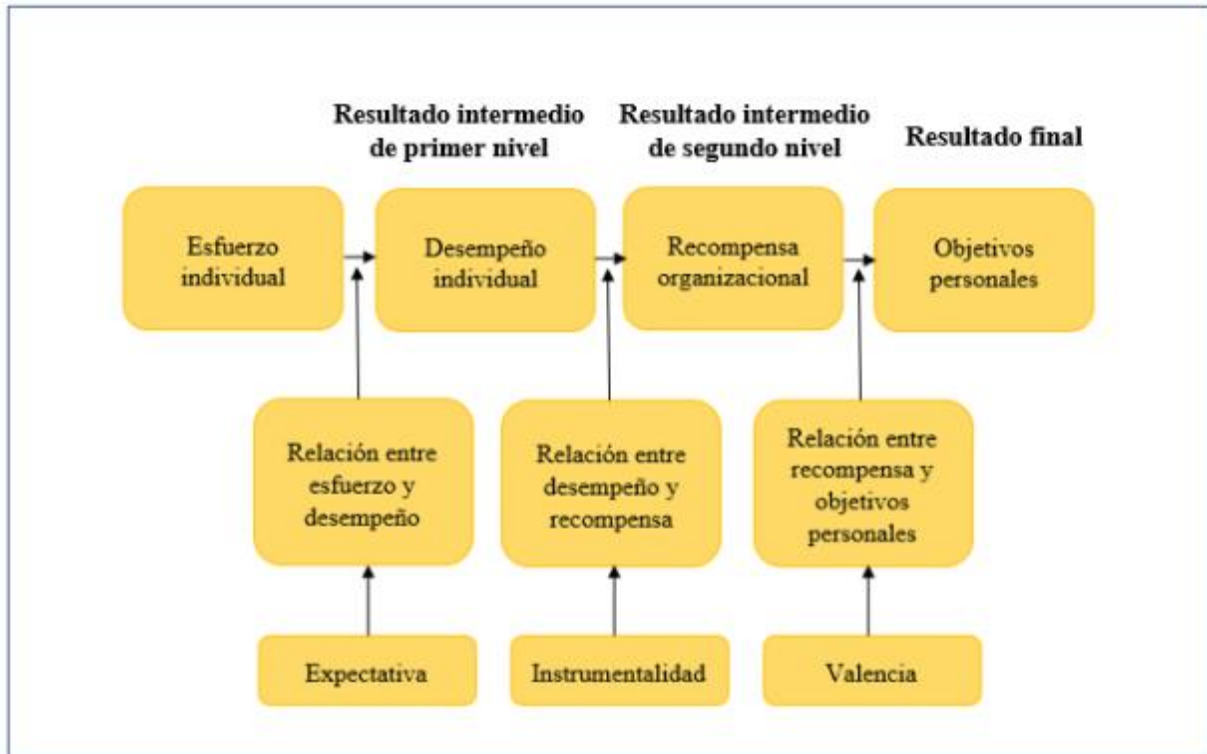 Resultado intermedio
de primer nivel
Resultado intermedio
de segundo nivel
Resultado final
Esfuerzo
individual
Desempeño
individual
Recompensa
organizacional
Objetivos
personales
Relación entre
esfuerzo y
desempeño
Relación entre
desempeño y
recompensa
Relación entre
recompensa y
objetivos
personales
Expectativa
Instrumentalidad
Valencia